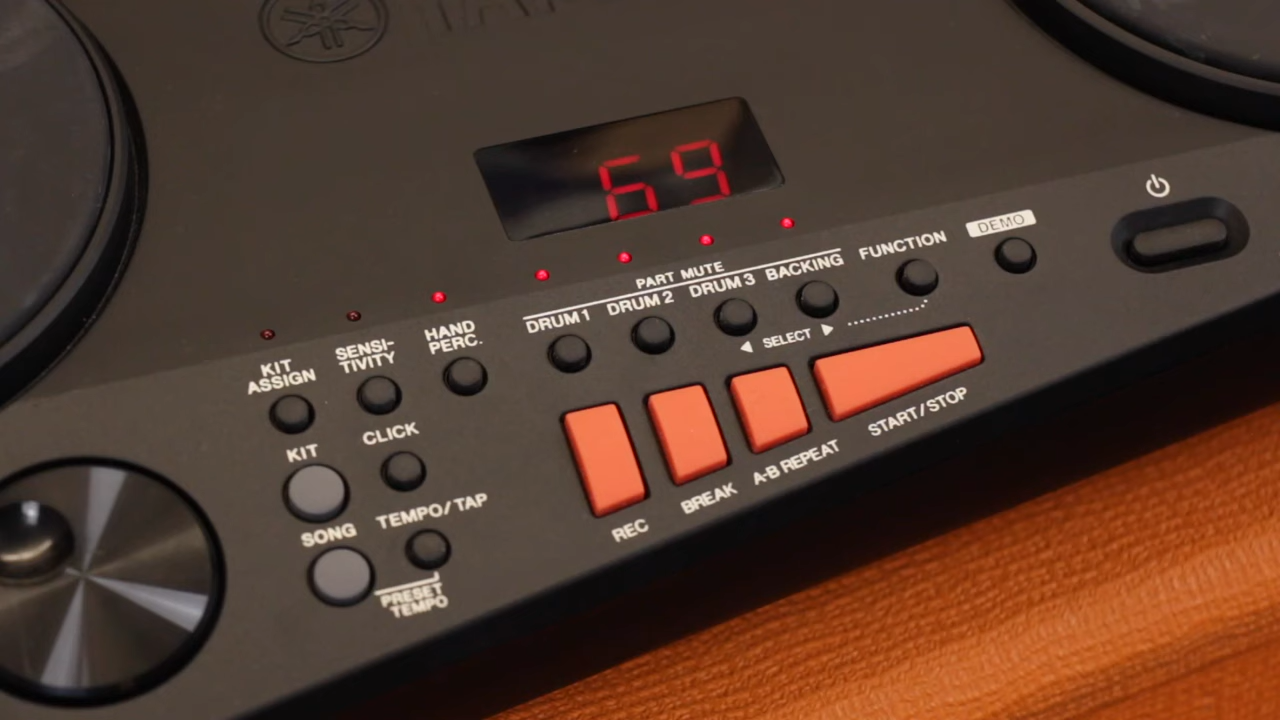 69
PART MUTE
DRUM 1 DRUM 2 DRUM 3 BACKING FUNCTION DEMO
KIT
ASSIGN
SENSI-
TIVITY
HAND
PERC.
◀ SELECT ▶
KIT
CLICK
SONG
TEMPO/TAP
PRESET
TEMPO
REC
BREAK
A-B REPEAT
START/STOP